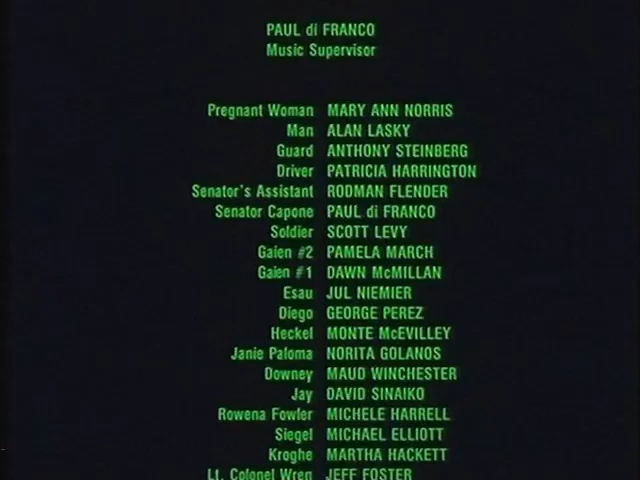 PAUL di FRANCO
Music Supervisor
Pregnant Woman MARY ANN NORRIS
Man ALAN LASKY
Guard ANTHONY STEINBERG
Driver PATRICIA HARRINGTON
Senator's Assistant RODMAN FLENDER
Senator Capone PAUL di FRANCO
Soldier SCOTT LEVY
Gaien #2 PAMELA MARCH
Gaien #1 DAWN McMILLAN
Esau JUL NIEMIER
Diego GEORGE PEREZ
Heckel MONTE McEVILLEY
Janie Paloma NORITA GOLANOS
Downey MAUD WINCHESTER
Jay DAVID SINAIKO
Rowena Fowler MICHELE HARRELL
Siegel MICHAEL ELLIOTT
Kroghe MARTHA HACKETT
Lt. Colonel Wren JEFF FOSTER